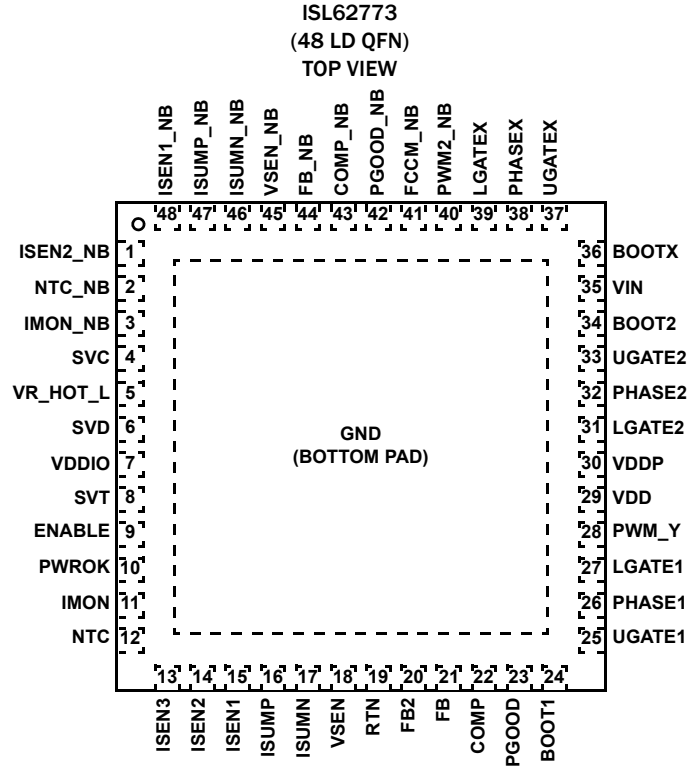 ISL62773
(48 LD QFN)
TOP VIEW
ISEN1_NB
ISUMP_NB
ISUMN_NB
VSEN_NB
FB_NB
COMP_NB
PGOOD_NB
FCCM_NB
PWM2_NB
LGATEX
PHASEX
UGATEX
48 47 46 45 44 43 42 41 40 39 38 37
ISEN2_NB 1
NTC_NB 2
IMON_NB 3
SVC 4
VR_HOT_L 5
SVD 6
VDDIO 7
SVT 8
ENABLE 9
PWROK 10
IMON 11
NTC 12
GND
(BOTTOM PAD)
36 BOOTX
35 VIN
34 BOOT2
33 UGATE2
32 PHASE2
31 LGATE2
30 VDDP
29 VDD
28 PWM_Y
27 LGATE1
26 PHASE1
25 UGATE1
13 14 15 16 17 18 19 20 21 22 23 24
ISEN3
ISEN2
ISEN1
ISUMP
ISUMN
VSEN
RTN
FB2
FB
COMP
PGOOD
BOOT1